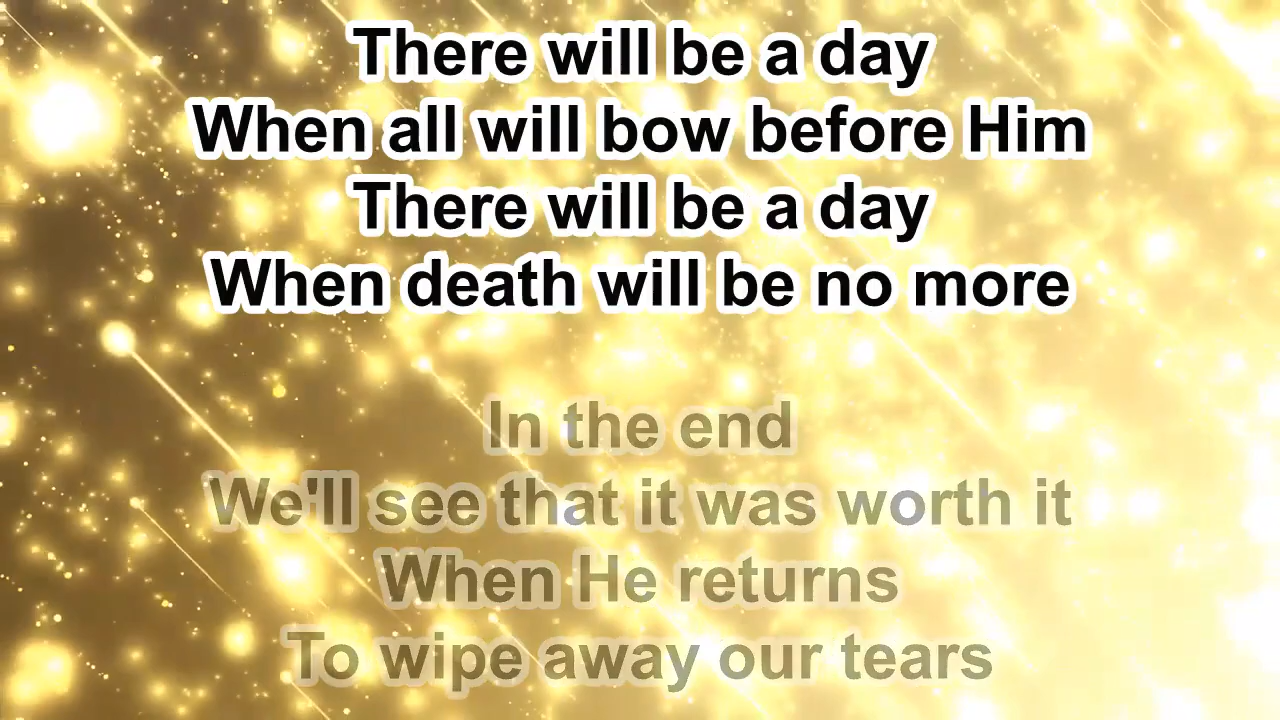 There will be a day
When all will bow before Him
There will be a day
When death will be no more
In the end
We'll see that it was worth it
When He returns
To wipe away our tears